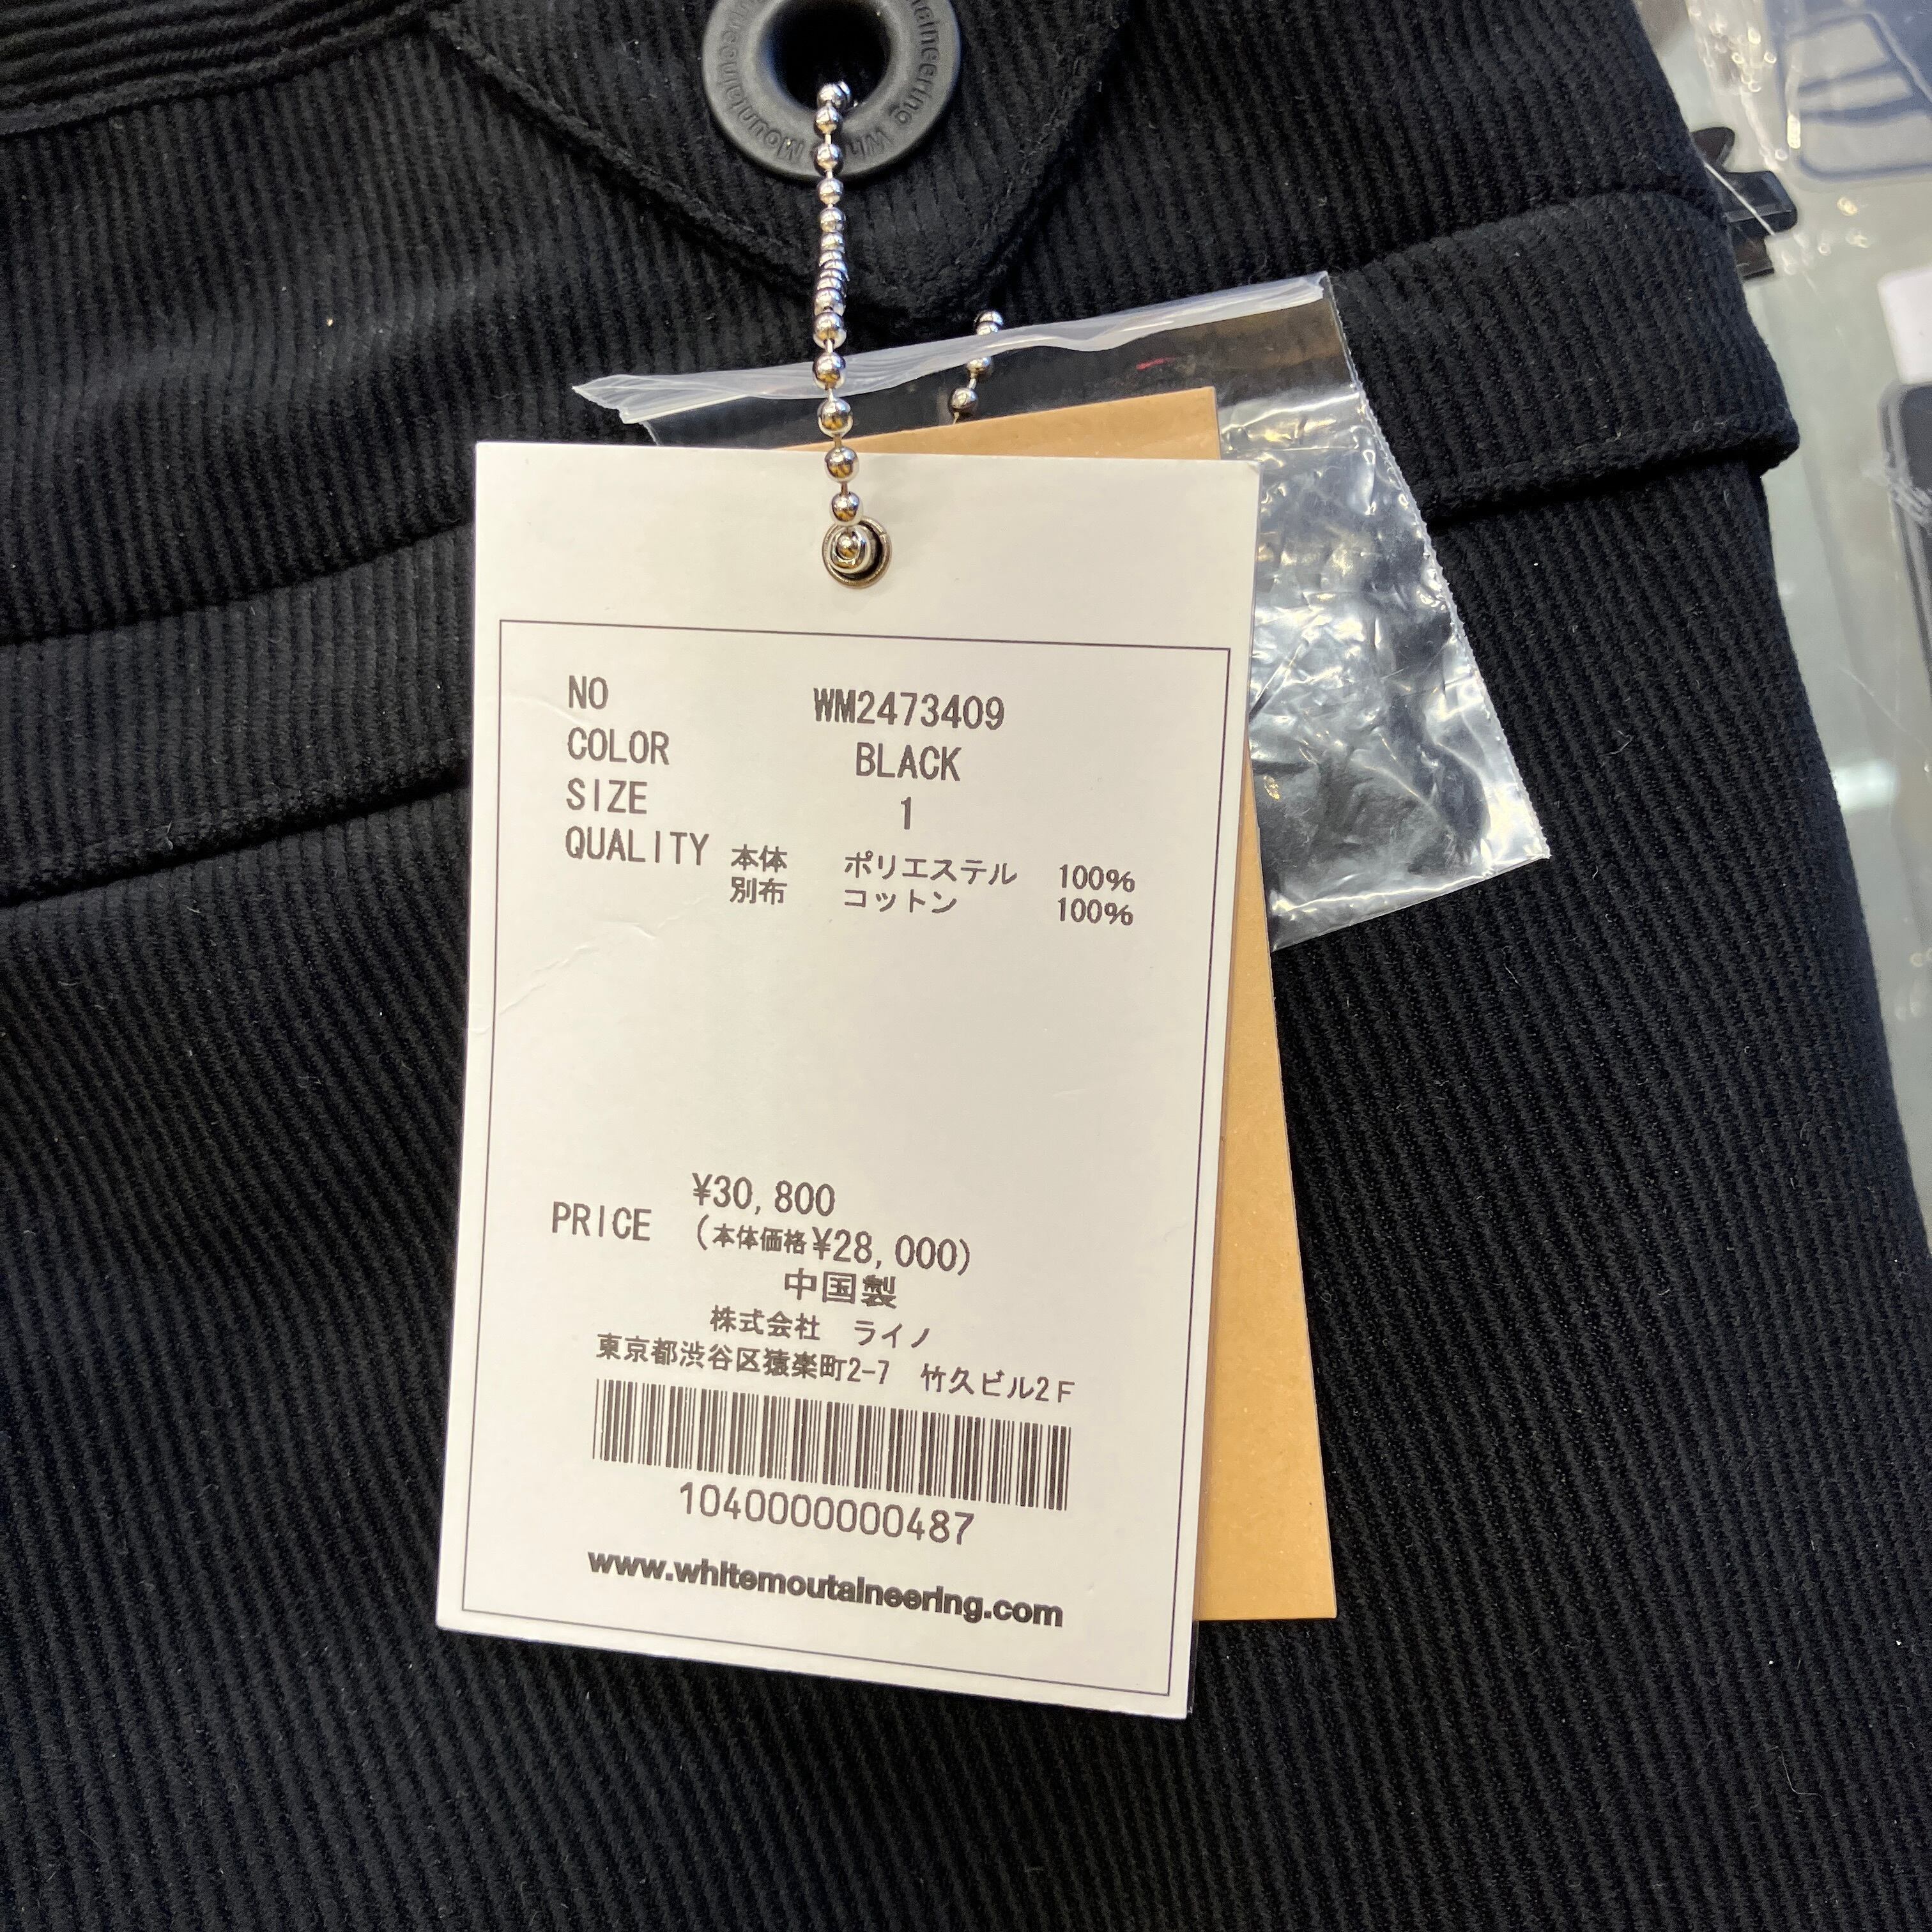 Mountaineering White Mountaineering
NO WM2473409
COLOR BLACK
SIZE 1
QUALITY 本体 ポリエステル 100%
別布 コットン 100%
¥30,800
PRICE (本体価格¥28,000)
中国製
株式会社 ライノ
東京都渋谷区猿楽町2-7 竹久ビル2F
1040000000487
www.whitemoutaineering.com